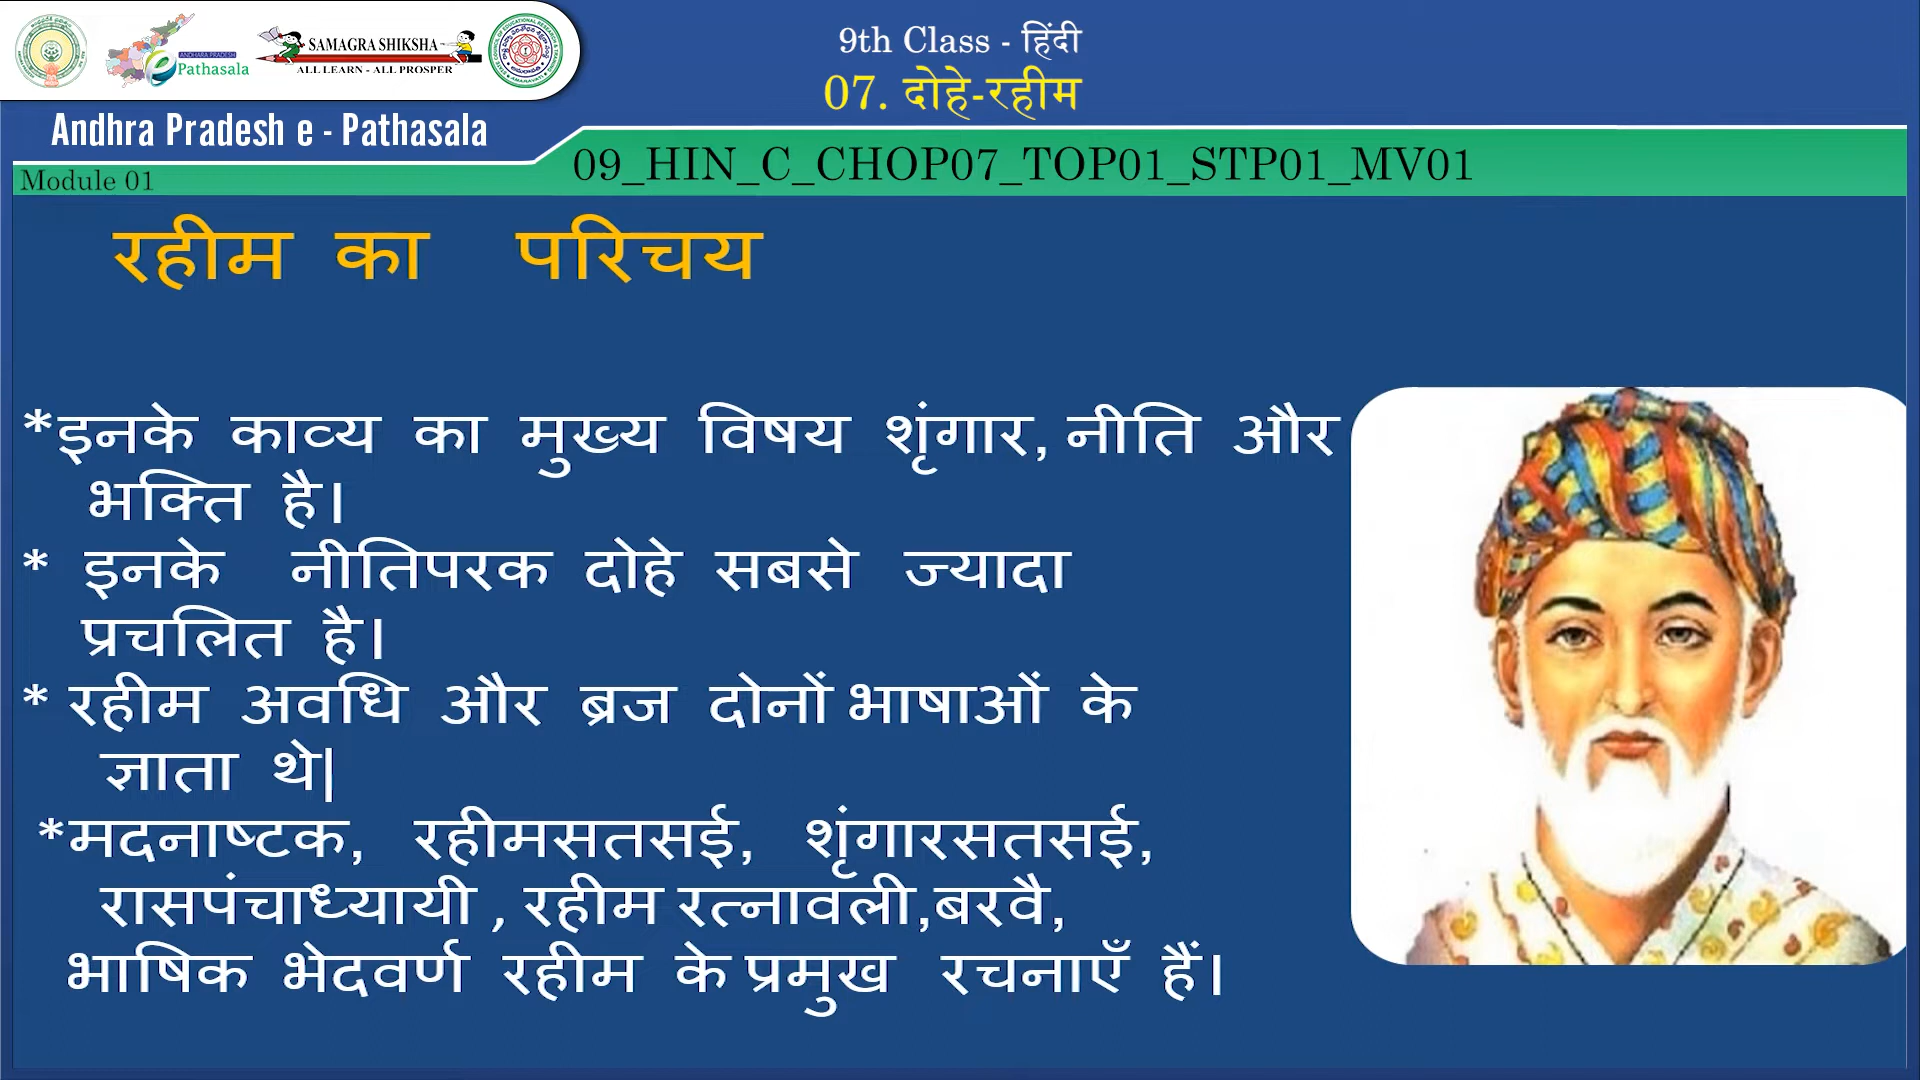 ANDHRA PRADESH
e Pathasala
SAMAGRA SHIKSHA
ALL LEARN - ALL PROSPER
Andhra Pradesh e - Pathasala
9th Class - हिंदी
07. दोहे-रहीम
Module 01
09_HIN_C_CHOP07_TOP01_STP01_MV01
रहीम का परिचय
*इनके काव्य का मुख्य विषय शृंगार, नीति और
भक्ति है।
* इनके नीतिपरक दोहे सबसे ज्यादा
प्रचलित है।
* रहीम अवधि और ब्रज दोनों भाषाओं के
ज्ञाता थे|
*मदनाष्टक, रहीमसतसई, शृंगारसतसई,
रासपंचाध्यायी , रहीम रत्नावली,बरवै,
भाषिक भेदवर्ण रहीम के प्रमुख रचनाएँ हैं।